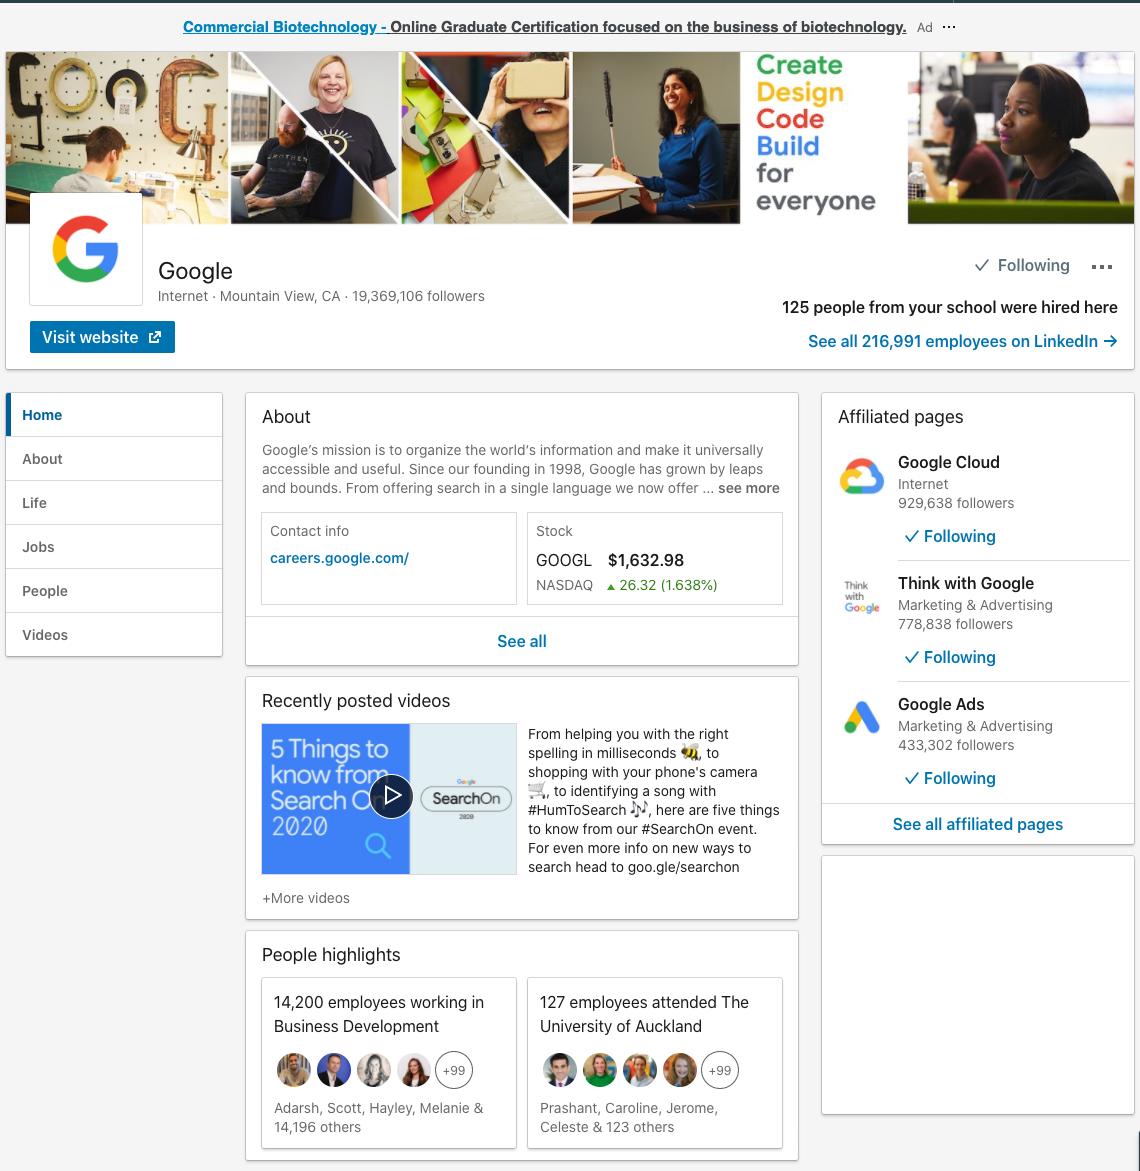 Commercial Biotechnology - Online Graduate Certification focused on the business of biotechnology. Ad ...
Create
Design
Code
Build
for
everyone
Google
Internet · Mountain View, CA · 19,369,106 followers
Visit website
Following ...
125 people from your school were hired here
See all 216,991 employees on LinkedIn →
Home
About
Life
Jobs
People
Videos
About
Google's mission is to organize the world's information and make it universally
accessible and useful. Since our founding in 1998, Google has grown by leaps
and bounds. From offering search in a single language we now offer ... see more
Contact info
careers.google.com/
Stock
GOOGL $1,632.98
NASDAQ ▲ 26.32 (1.638%)
See all
Recently posted videos
5 Things to
know from
Search On
2020
Google
SearchOn
2020
From helping you with the right
spelling in milliseconds 🐝, to
shopping with your phone's camera
🛒, to identifying a song with
#HumToSearch 🎶, here are five things
to know from our #SearchOn event.
For even more info on new ways to
search head to goo.gle/searchon
+More videos
People highlights
14,200 employees working in
Business Development
+99
Adarsh, Scott, Hayley, Melanie &
14,196 others
127 employees attended The
University of Auckland
+99
Prashant, Caroline, Jerome,
Celeste & 123 others
Affiliated pages
Google Cloud
Internet
929,638 followers
Following
Think
with
Google
Think with Google
Marketing & Advertising
778,838 followers
Following
Google Ads
Marketing & Advertising
433,302 followers
Following
See all affiliated pages